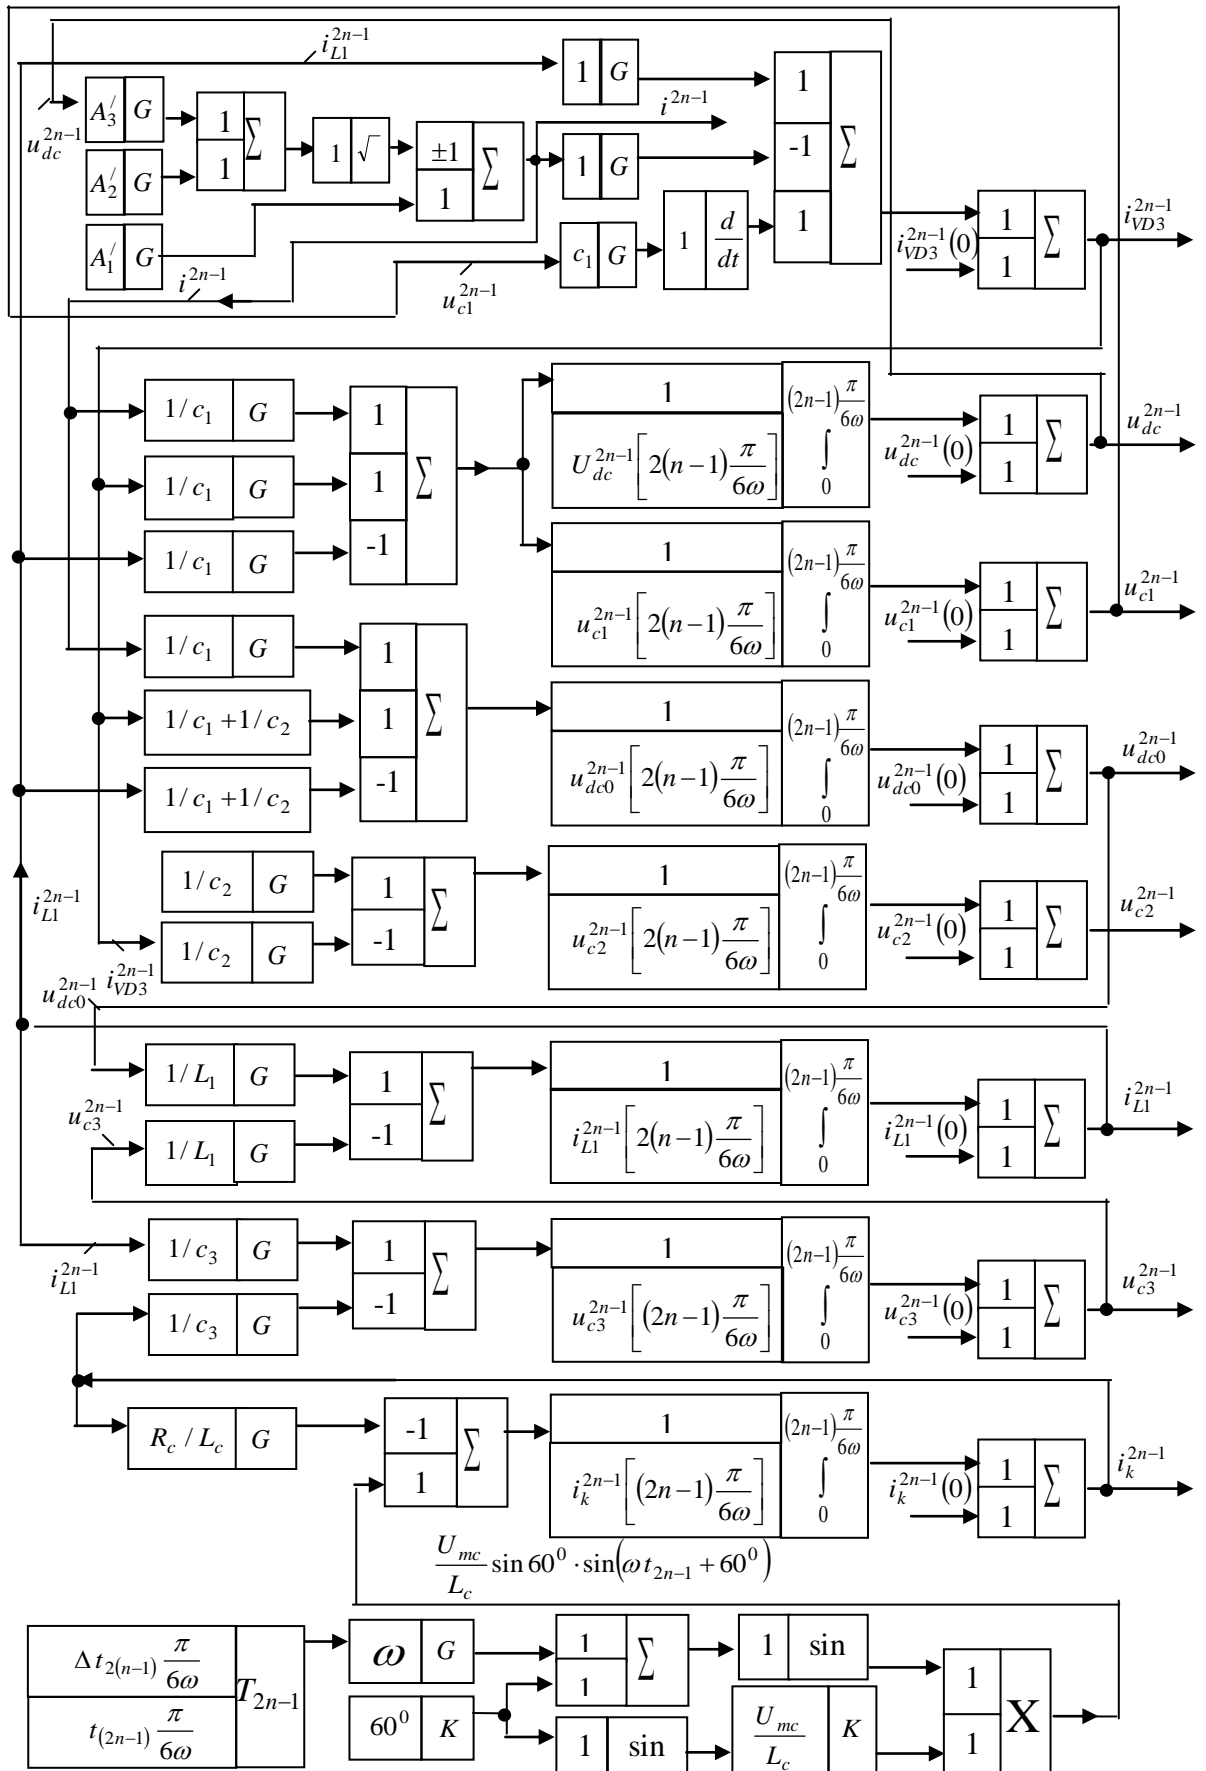 i_{L1}^{2n-1}
1 G 1
A_3^/ G i^{2n-1}
u_{dc}^{2n-1} 1 Σ 1 √ ±1 Σ -1 Σ
A_2^/ G 1 1 1 G
1 i_{VD3}^{2n-1}
A_1^/ G c_1 G 1 d/dt i_{VD3}^{2n-1}(0) 1 1 Σ
i^{2n-1} u_{c1}^{2n-1}
1/c_1 G 1 1 (2n-1)π/6ω
1/c_1 G 1 Σ U_{dc}^{2n-1}[2(n-1)π/6ω] ∫ 0 u_{dc}^{2n-1}(0) 1 1 Σ u_{dc}^{2n-1}
1/c_1 G -1 1 (2n-1)π/6ω
u_{c1}^{2n-1}[2(n-1)π/6ω] ∫ 0 u_{c1}^{2n-1}(0) 1 1 Σ u_{c1}^{2n-1}
1/c_1 G 1
1/c_1+1/c_2 1 Σ 1 (2n-1)π/6ω
1/c_1+1/c_2 -1 u_{dc0}^{2n-1}[2(n-1)π/6ω] ∫ 0 u_{dc0}^{2n-1}(0) 1 1 Σ u_{dc0}^{2n-1}
1/c_2 G 1 Σ 1 (2n-1)π/6ω
i_{L1}^{2n-1} 1/c_2 G -1 u_{c2}^{2n-1}[2(n-1)π/6ω] ∫ 0 u_{c2}^{2n-1}(0) 1 1 Σ u_{c2}^{2n-1}
u_{dc0}^{2n-1} i_{VD3}^{2n-1}
1/L_1 G 1 Σ 1 (2n-1)π/6ω
u_{c3}^{2n-1} 1/L_1 G -1 i_{L1}^{2n-1}[2(n-1)π/6ω] ∫ 0 i_{L1}^{2n-1}(0) 1 1 Σ i_{L1}^{2n-1}
1/c_3 G 1 Σ 1 (2n-1)π/6ω
i_{L1}^{2n-1} 1/c_3 G -1 u_{c3}^{2n-1}[(2n-1)π/6ω] ∫ 0 u_{c3}^{2n-1}(0) 1 1 Σ u_{c3}^{2n-1}
R_c/L_c G -1 Σ 1 (2n-1)π/6ω
1 i_k^{2n-1}[(2n-1)π/6ω] ∫ 0 i_k^{2n-1}(0) 1 1 Σ i_k^{2n-1}
U_{mc}/L_c sin 60^0 · sin(ωt_{2n-1} + 60^0)
Δt_{2(n-1)} π/6ω T_{2n-1} ω G 1 1 Σ 1 sin
t_{(2n-1)} π/6ω 60^0 K 1 sin U_{mc}/L_c K 1 1 X